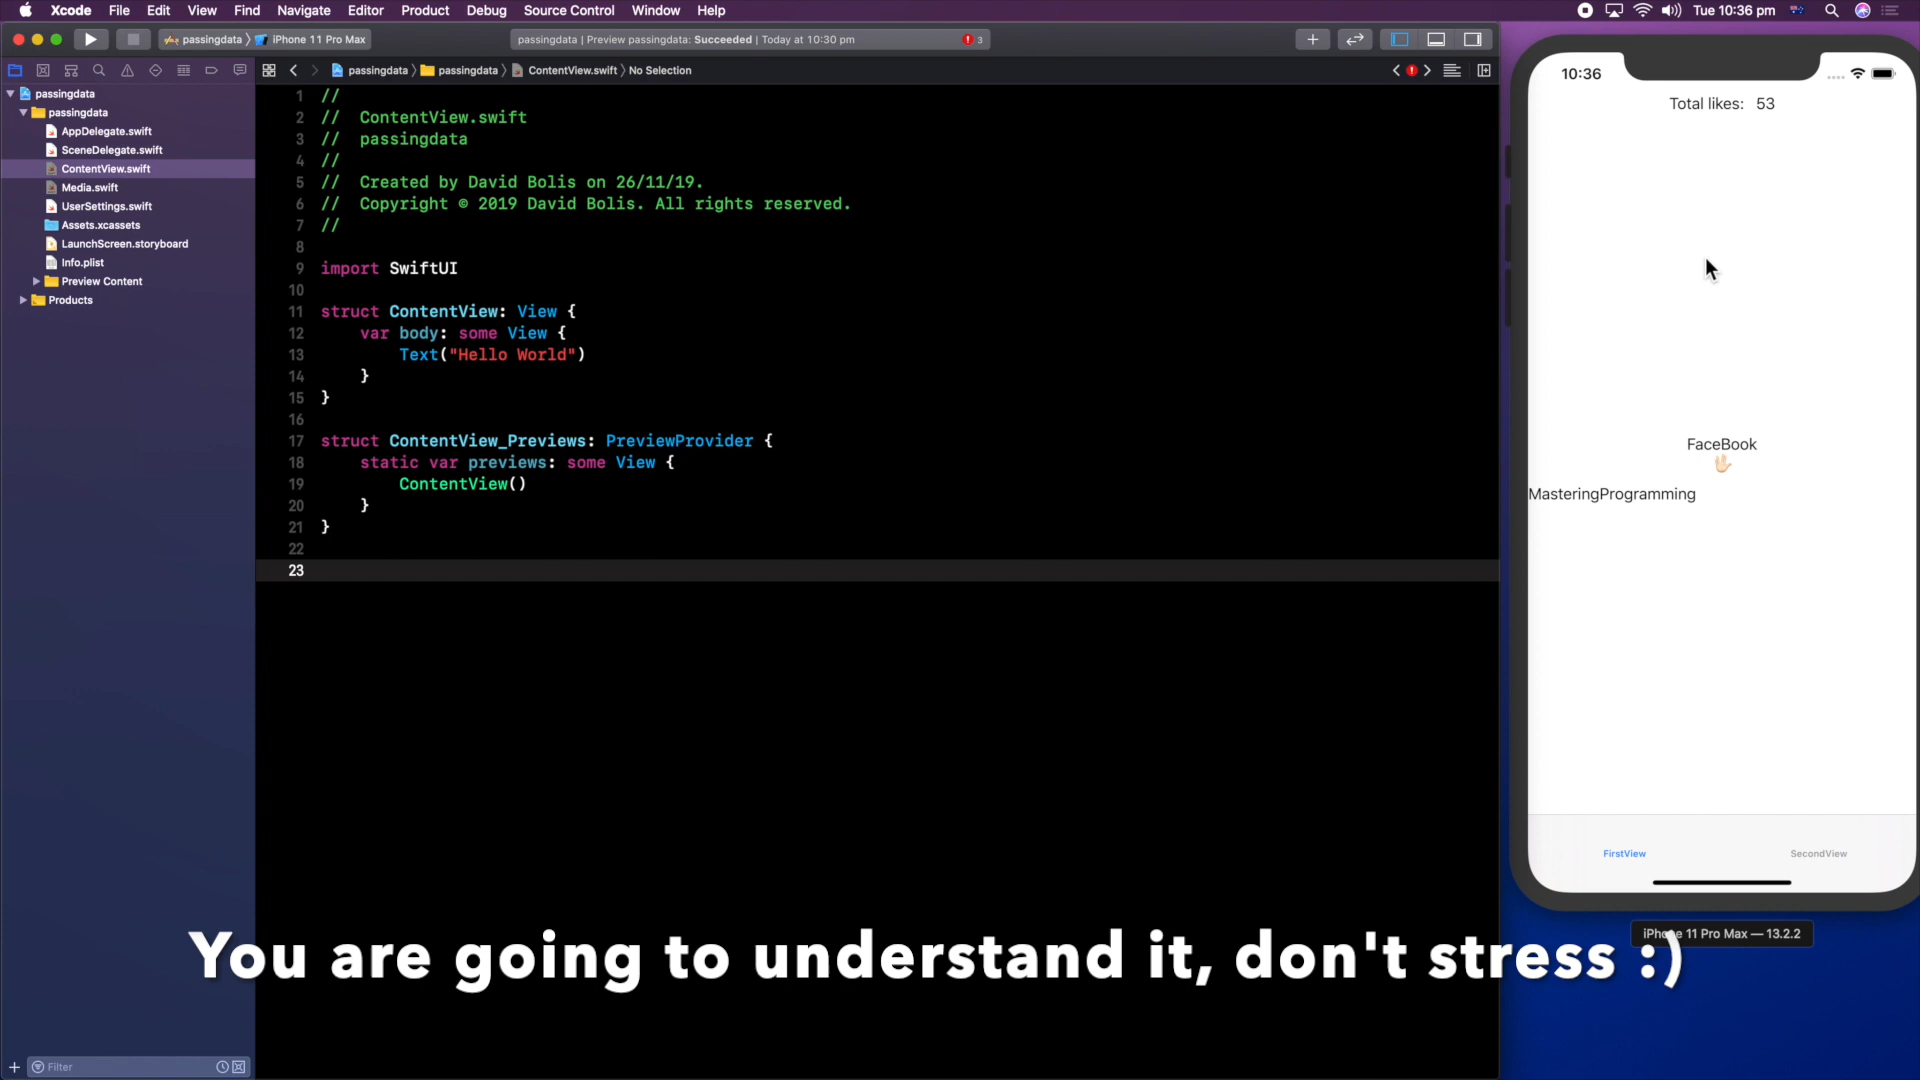 Xcode File Edit View Find Navigate Editor Product Debug Source Control Window Help Tue 10:36 pm
passingdata iPhone 11 Pro Max
passingdata | Preview passingdata: Succeeded | Today at 10:30 pm 3
passingdata passingdata ContentView.swift No Selection
passingdata
passingdata
AppDelegate.swift
SceneDelegate.swift
ContentView.swift
Media.swift
UserSettings.swift
Assets.xcassets
LaunchScreen.storyboard
Info.plist
Preview Content
Products
Filter
1 //
2 // ContentView.swift
3 // passingdata
4 //
5 // Created by David Bolis on 26/11/19.
6 // Copyright © 2019 David Bolis. All rights reserved.
7 //
8
9 import SwiftUI
10
11 struct ContentView: View {
12 var body: some View {
13 Text("Hello World")
14 }
15 }
16
17 struct ContentView_Previews: PreviewProvider {
18 static var previews: some View {
19 ContentView()
20 }
21 }
22
23
10:36
Total likes: 53
FaceBook
MasteringProgramming
FirstView SecondView
iPhone 11 Pro Max — 13.2.2
You are going to understand it, don't stress :)